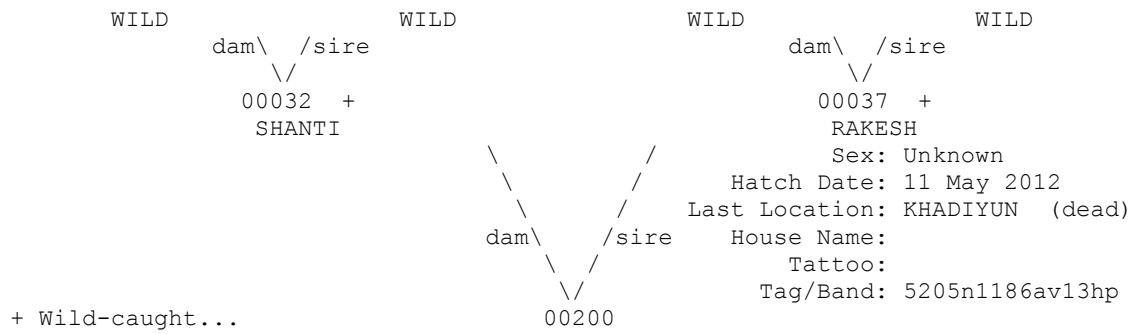 WILD WILD WILD WILD
dam\ /sire dam\ /sire
\/ \/
00032 + 00037 +
SHANTI RAKESH
\ / Sex: Unknown
\ / Hatch Date: 11 May 2012
\ / Last Location: KHADIYUN (dead)
dam\ /sire House Name:
\ / Tattoo:
\/ Tag/Band: 5205n1186av13hp
+ Wild-caught... 00200